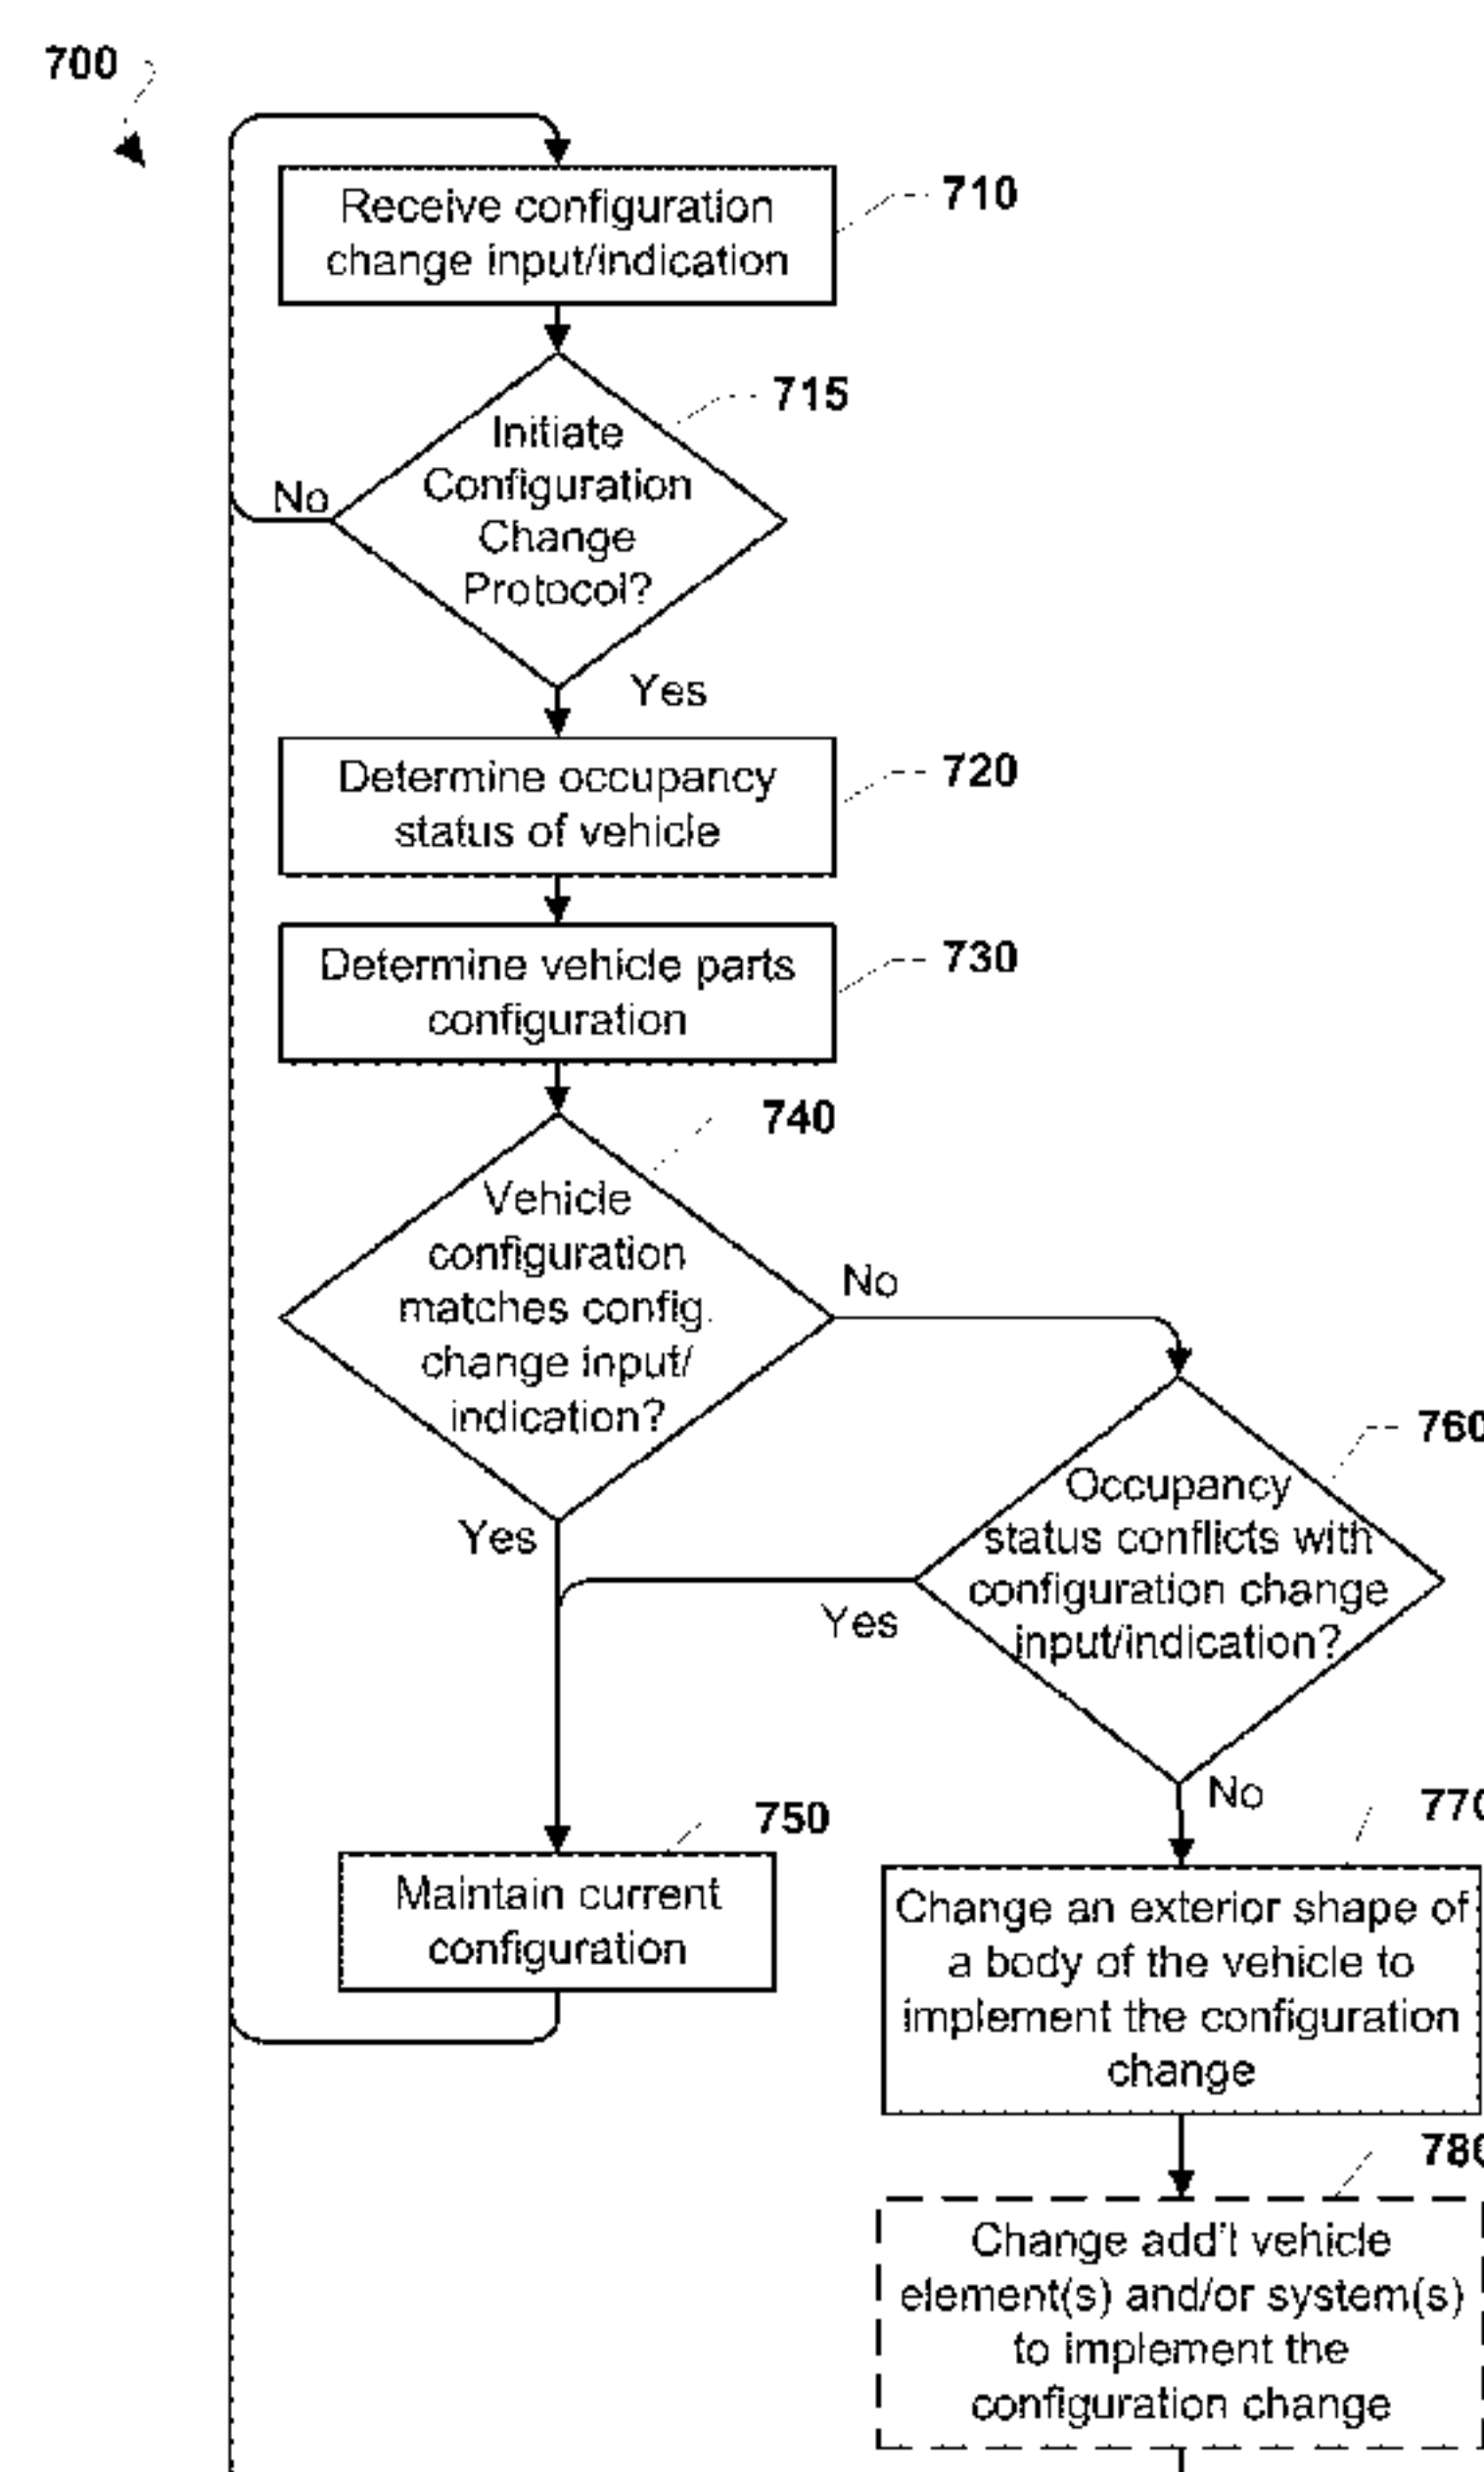 700
Receive configuration
change input/indication
710
715
Initiate
Configuration
Change
Protocol?
No
Yes
Determine occupancy
status of vehicle
720
Determine vehicle parts
configuration
730
740
Vehicle
configuration
matches config.
change input/
indication?
No
Yes
760
Occupancy
status conflicts with
configuration change
input/indication?
Yes
No
750
Maintain current
configuration
770
Change an exterior shape of
a body of the vehicle to
implement the configuration
change
780
Change add't vehicle
element(s) and/or system(s)
to implement the
configuration change